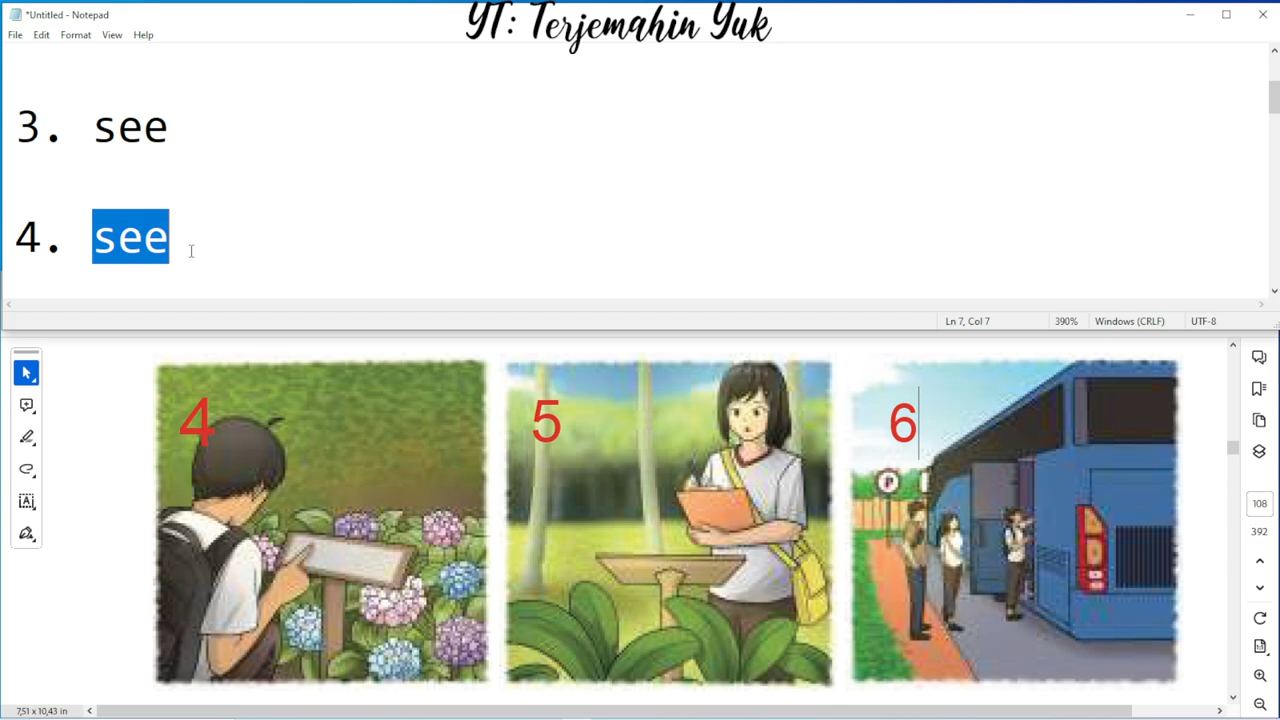 *Untitled - Notepad
YT: Terjemahin Yuk
File Edit Format View Help
3. see
4. see
Ln 7, Col 7 390% Windows (CRLF) UTF-8
4 5 6
P
108
392
7,51 x 10,43 in